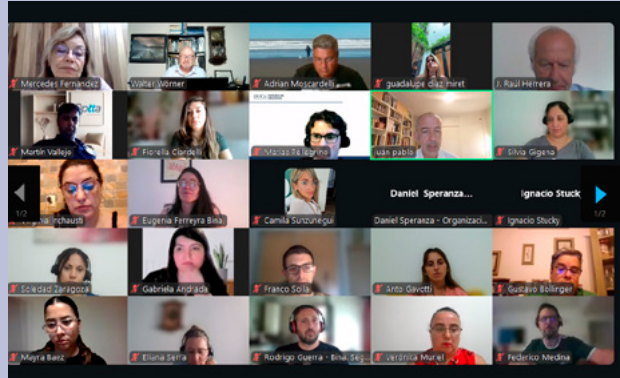 Mercedes Fernandez
Walter Wörner
Adrian Moscardelli
guadalupe diaz miret
J. Raúl Herrera
Martín Vallejo
Fiorella Ciardelli
Matias Pellegrino
juan pablo
Silvia Gigena
Inchausti
Eugenia Ferreyra Bina
Camila Sunzunegui
Daniel Speranza...
Daniel Speranza - Organizaci...
Ignacio Stuck
Ignacio Stucky
1/2
1/2
Soledad Zaragoza
Gabriela Andrada
Franco Solla
Anto Gavotti
Gustavo Bollinger
Mayra Baez
Eliana Serra
Rodrigo Guerra - Bina. Seg...
Verónica Muriel
Federico Medina